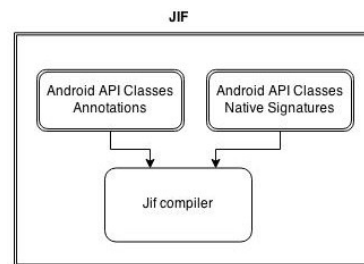 JIF
Android API Classes
Annotations
Android API Classes
Native Signatures
Jif compiler